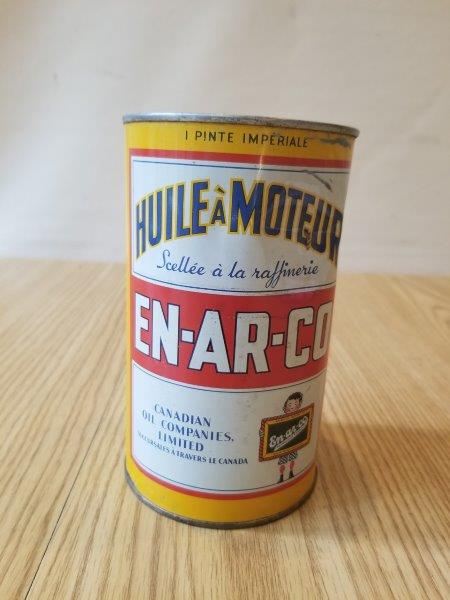 1 PINTE IMPÉRIALE
HUILE À MOTEUR
Scellée à la raffinerie
EN-AR-CO
CANADIAN
OIL COMPANIES,
LIMITED
SUCCURSALES À TRAVERS LE CANADA
En-ar-co